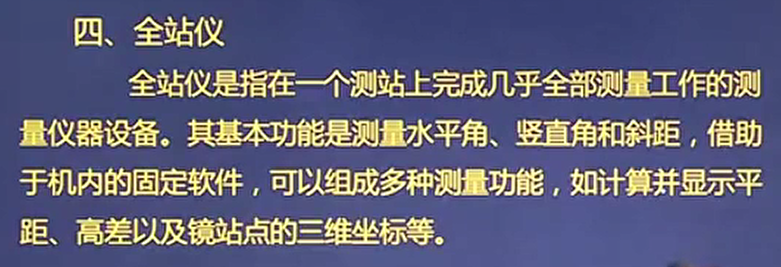 四、全站仪
全站仪是指在一个测站上完成几乎全部测量工作的测
量仪器设备。其基本功能是测量水平角、竖直角和斜距，借助
于机内的固定软件，可以组成多种测量功能，如计算并显示平
距、高差以及镜站点的三维坐标等。